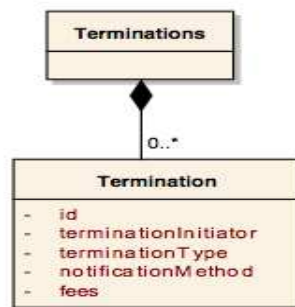 Terminations
0..*
Termination
- id
- terminationInitiator
- terminationType
- notificationMethod
- fees